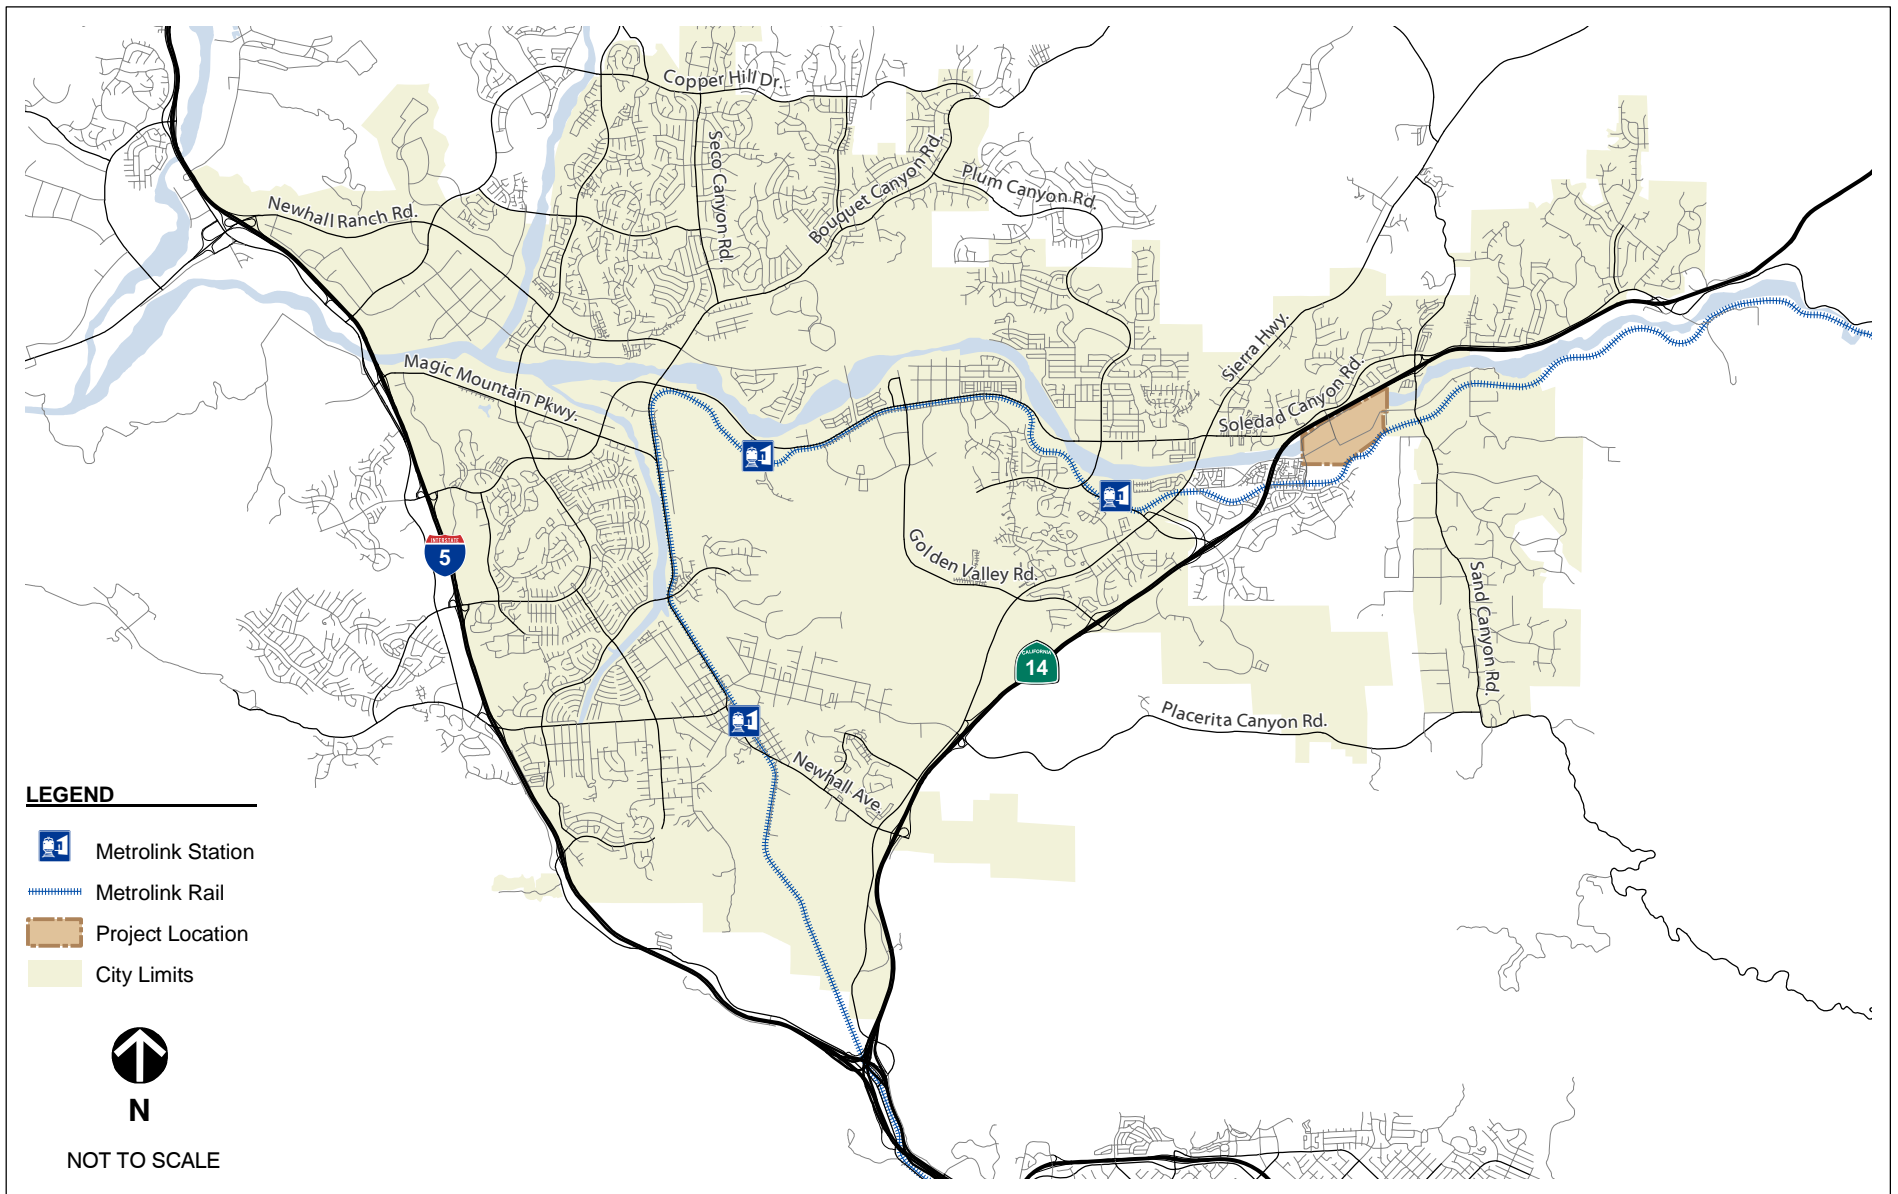 Copper Hill Dr.
Seco Canyon Rd.
Bouquet Canyon Rd.
Plum Canyon Rd.
Newhall Ranch Rd.
Magic Mountain Pkwy.
Sierra Hwy.
Soledad Canyon Rd.
INTERSTATE
5
Golden Valley Rd.
Sand Canyon Rd.
CALIFORNIA
14
Placerita Canyon Rd.
Newhall Ave.
LEGEND
Metrolink Station
Metrolink Rail
Project Location
City Limits
N
NOT TO SCALE